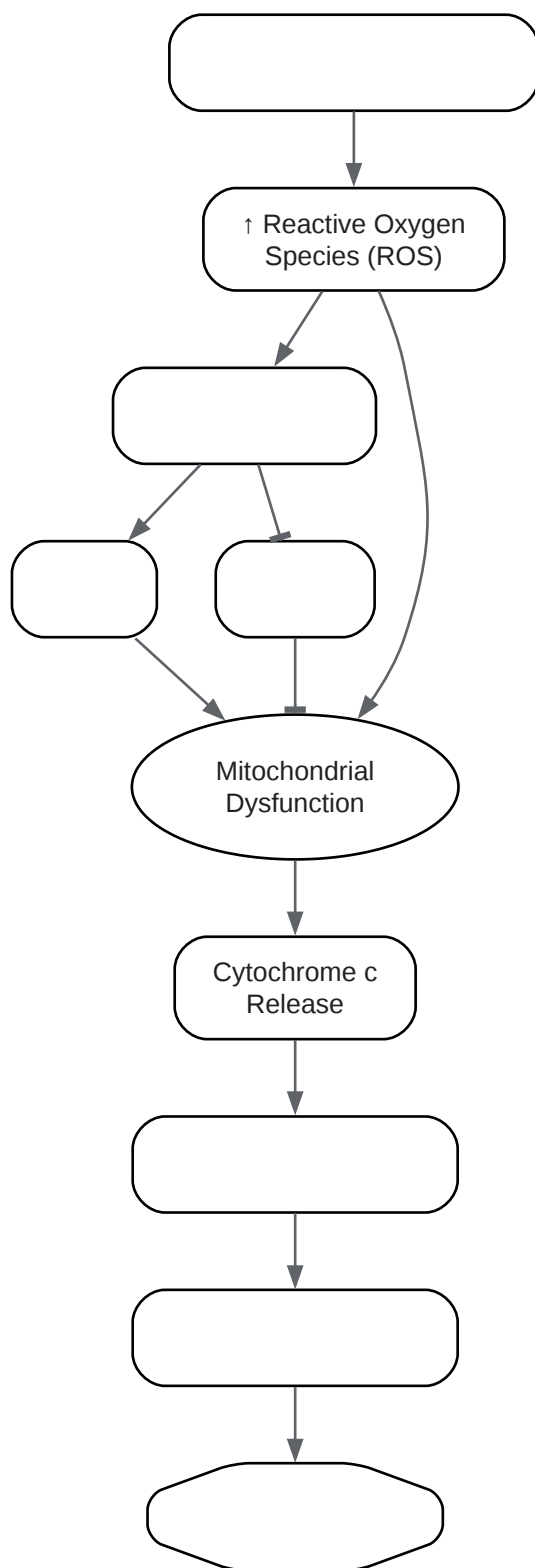 ↑ Reactive Oxygen
Species (ROS)
Mitochondrial
Dysfunction
Cytochrome c
Release